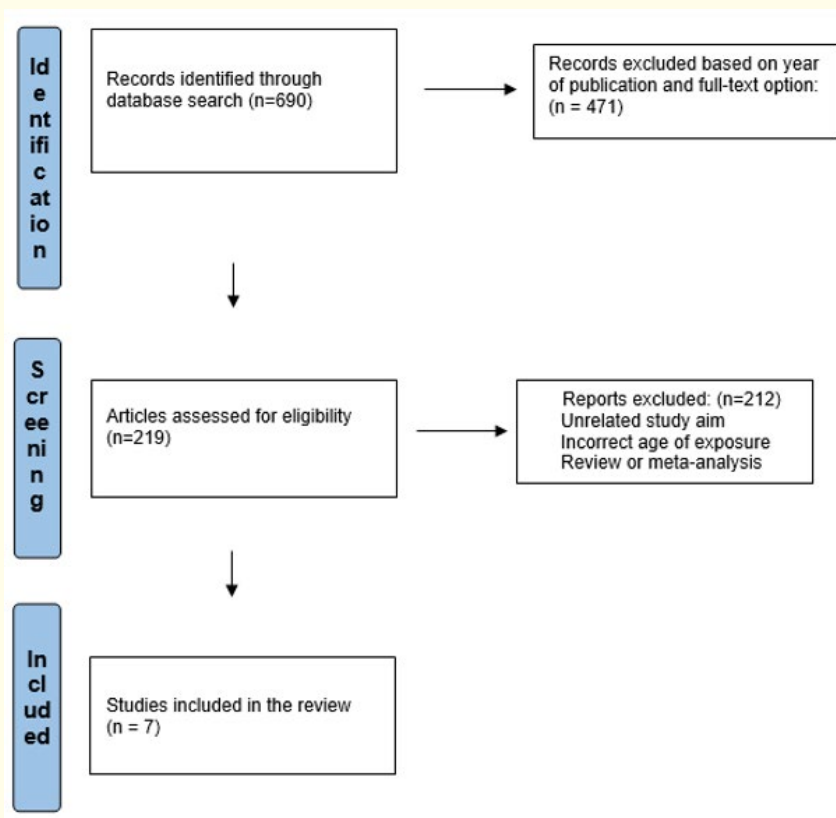 Id
e
nt
ifi
c
at
io
n
Records identified through
database search (n=690)
Records excluded based on year
of publication and full-text option:
(n = 471)
S
cr
ee
ni
n
g
Articles assessed for eligibility
(n=219)
Reports excluded: (n=212)
Unrelated study aim
Incorrect age of exposure
Review or meta-analysis
In
cl
ud
ed
Studies included in the review
(n = 7)